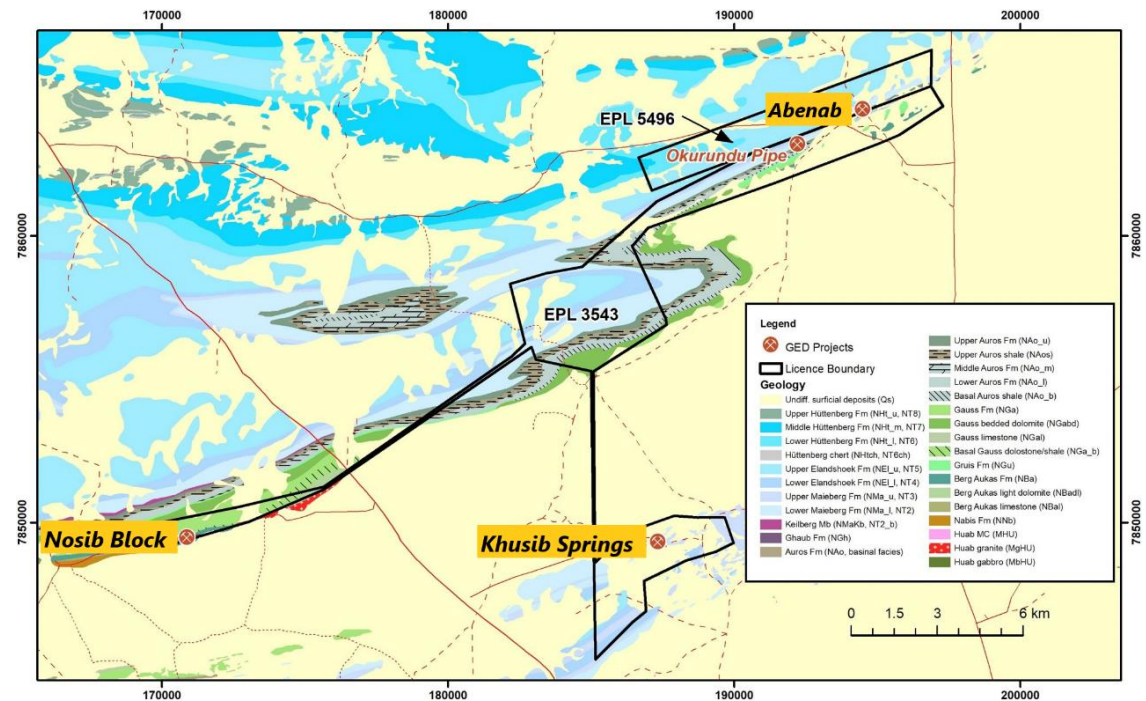 170000
180000
190000
200000
7860000
7860000
7850000
7850000
EPL 5496
Abenab
Okurundu Pipe
EPL 3543
Nosib Block
Khusib Springs
Legend
GED Projects
Licence Boundary
Geology
Undiff. surficial deposits (Qs)
Upper Hüttenberg Fm (NHt_u, NT8)
Middle Hüttenberg Fm (NHt_m, NT7)
Lower Hüttenberg Fm (NHt_l, NT6)
Hüttenberg chert (NHtch, NT6ch)
Upper Elandshoek Fm (NEl_u, NT5)
Lower Elandshoek Fm (NEl_l, NT4)
Upper Maieberg Fm (NMa_u, NT3)
Lower Maieberg Fm (NMa_l, NT2)
Keilberg Mb (NMaKb, NT2_b)
Ghaub Fm (NGh)
Auros Fm (NAo, basinal facies)
Upper Auros Fm (NAo_u)
Upper Auros shale (NAos)
Middle Auros Fm (NAo_m)
Lower Auros Fm (NAo_l)
Basal Auros shale (NAo_b)
Gauss Fm (NGa)
Gauss bedded dolomite (NGabd)
Gauss limestone (NGal)
Basal Gauss dolostone/shale (NGa_b)
Gruis Fm (NGu)
Berg Aukas Fm (NBa)
Berg Aukas light dolomite (NBadl)
Berg Aukas limestone (NBal)
Nabis Fm (NNb)
Huab MC (MHU)
Huab granite (MgHU)
Huab gabbro (MbHU)
0 1.5 3 6 km
170000
180000
190000
200000